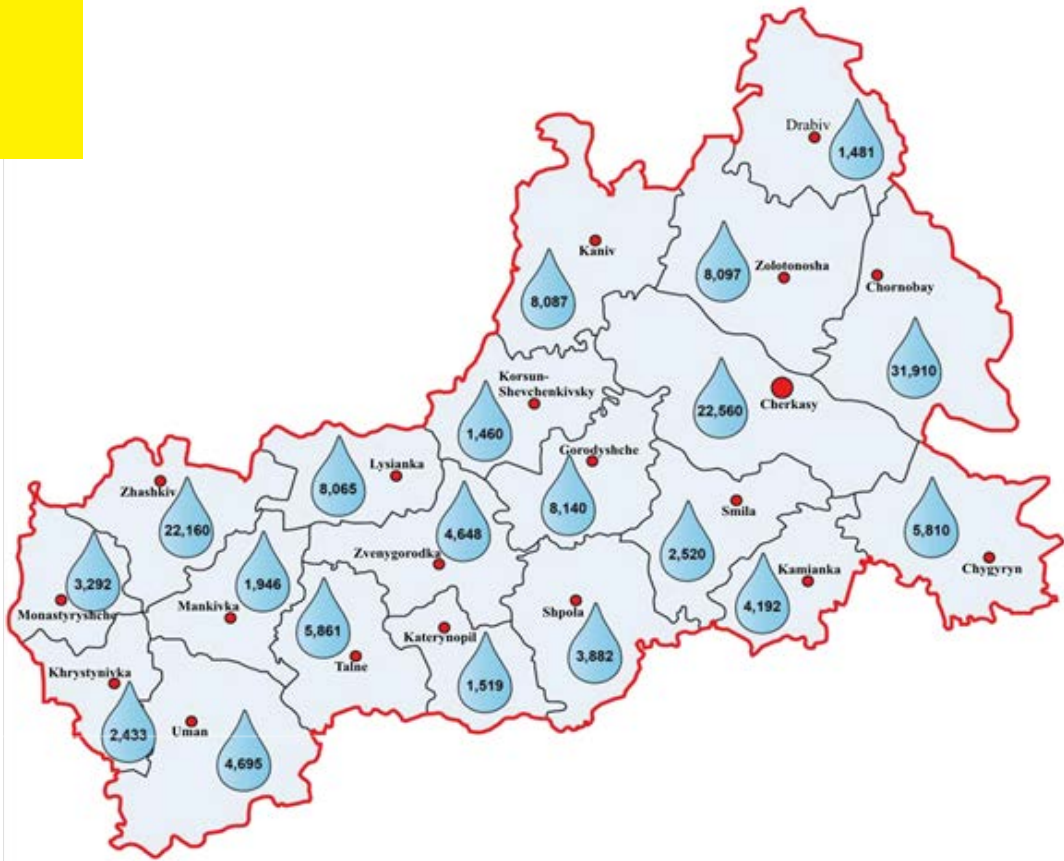 Drabiv
1,481
Kaniv
8,087
8,097
Zolotonosha
Chornobay
31,910
Korsun-
Shevchenkivsky
1,460
22,560
Cherkasy
Lysianka
8,065
Gorodyshche
8,140
Zhashkiv
22,160
4,648
Zvenygorodka
Smila
2,520
5,810
Chygyryn
3,292
Monastyryshche
1,946
Mankivka
Kamianka
4,192
5,861
Talne
Katerynopil
1,519
Shpola
3,882
Khrystynivka
2,433
Uman
4,695